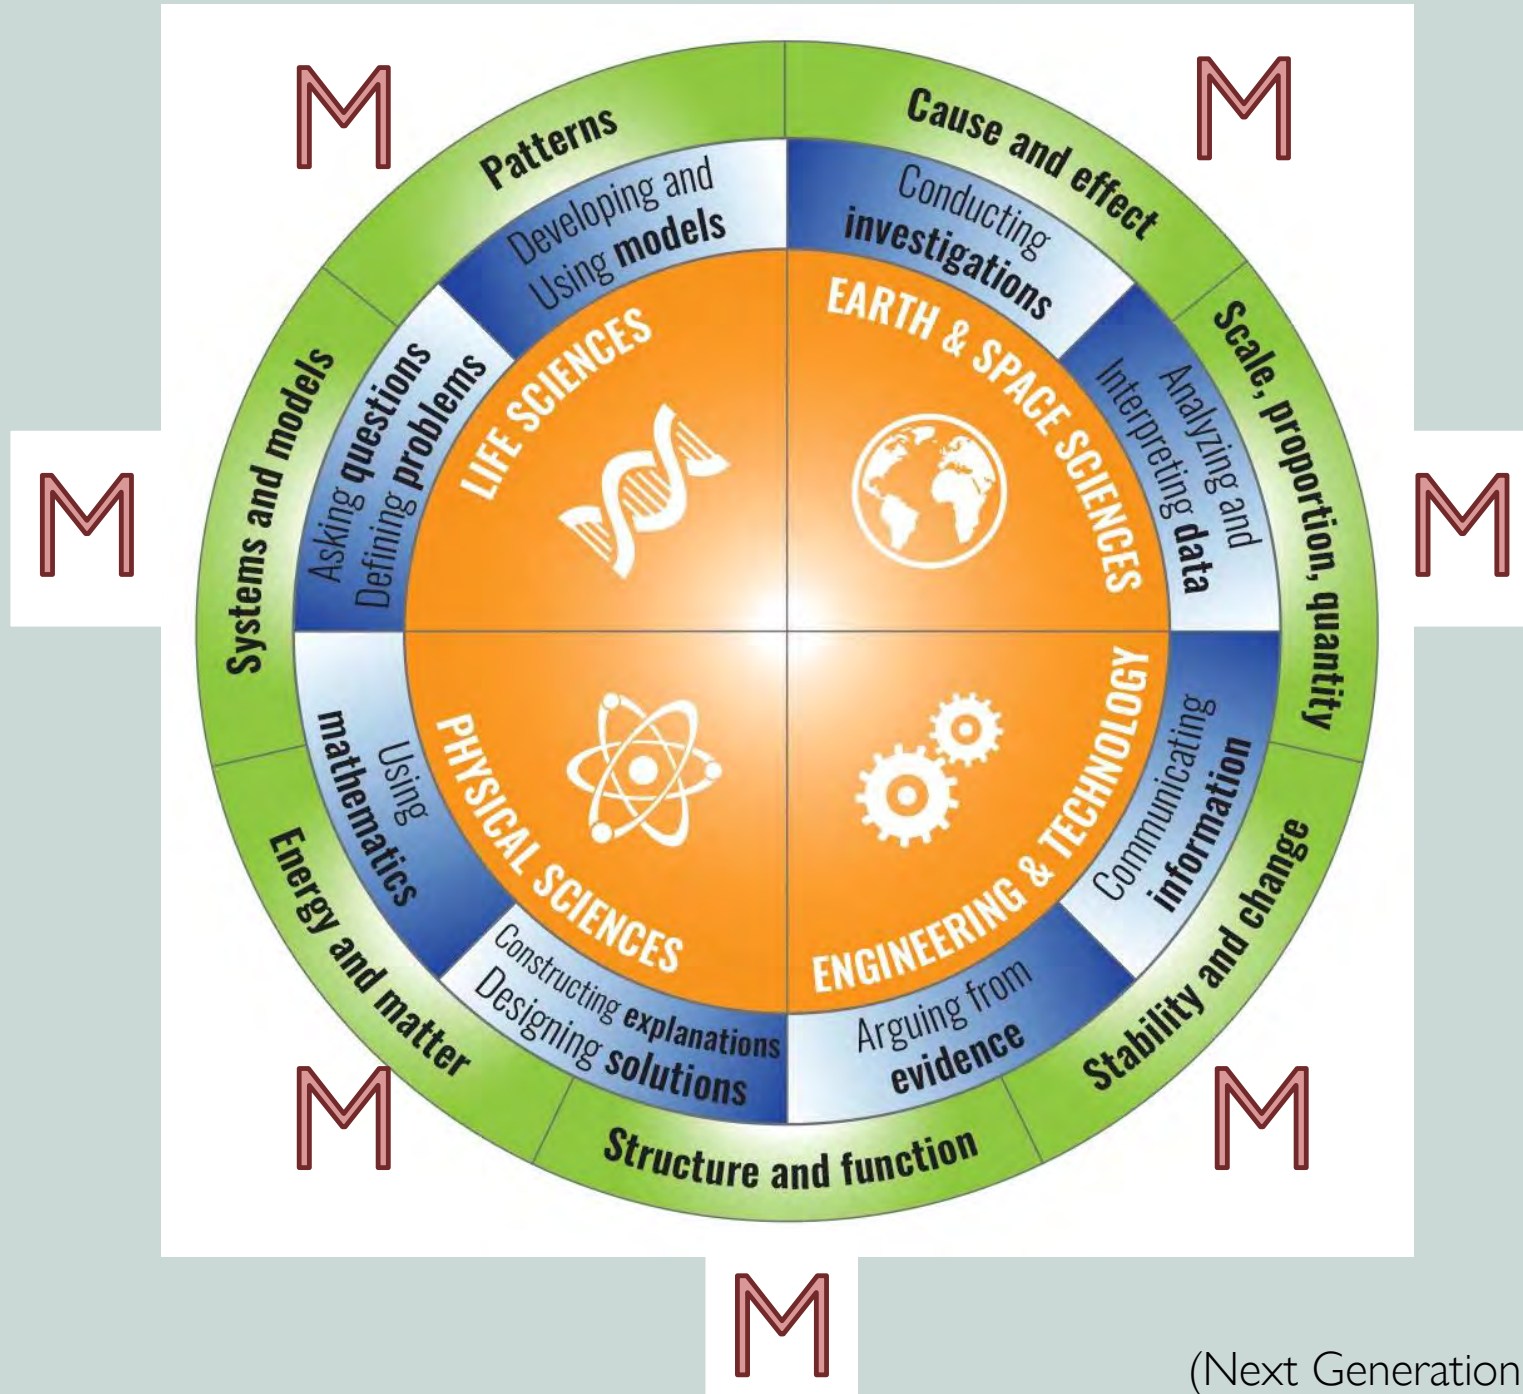 M
M
Patterns
Cause and effect
Developing and
Using models
Conducting
investigations
Systems and models
Asking questions
Defining problems
LIFE SCIENCES
EARTH & SPACE SCIENCES
Analyzing and
Interpreting data
Scale, proportion, quantity
M
M
Using
mathematics
PHYSICAL SCIENCES
ENGINEERING & TECHNOLOGY
Communicating
information
Energy and matter
Constructing explanations
Designing solutions
Arguing from
evidence
Stability and change
Structure and function
M
M
M
(Next Generation